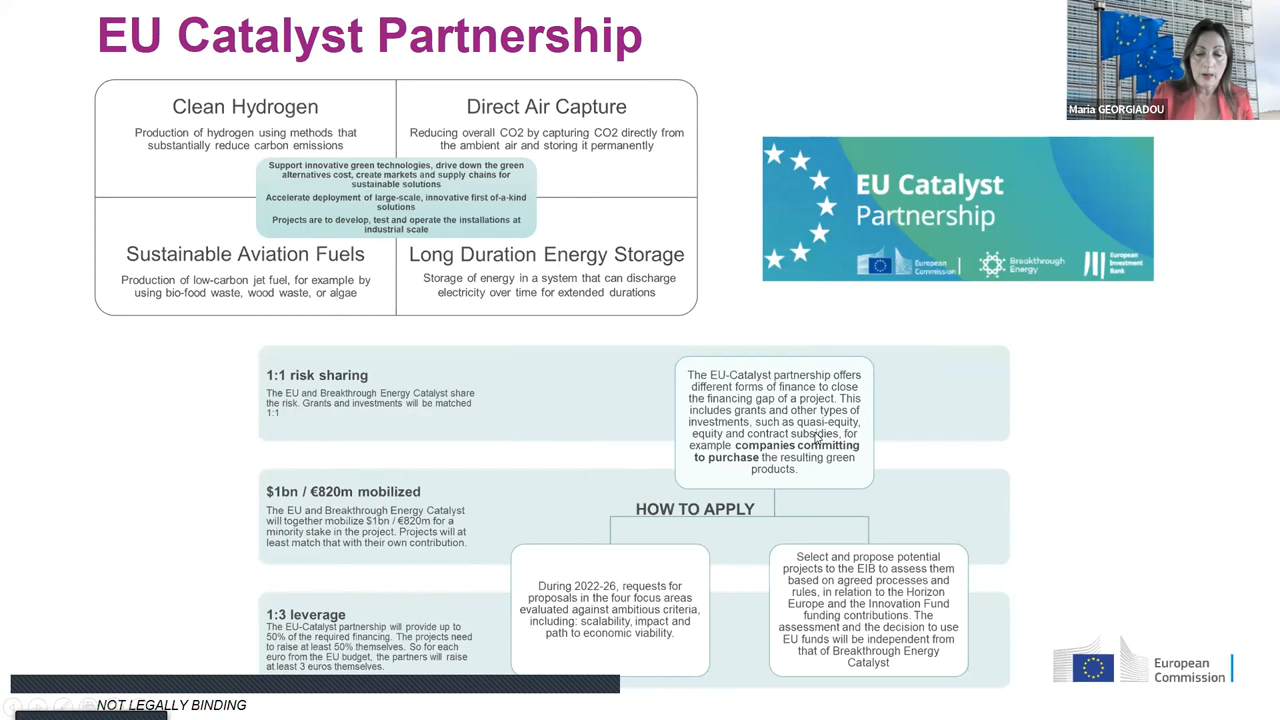 EU Catalyst Partnership
Maria GEORGIADOU
Clean Hydrogen
Production of hydrogen using methods that
substantially reduce carbon emissions
Direct Air Capture
Reducing overall CO2 by capturing CO2 directly from
the ambient air and storing it permanently
Support innovative green technologies, drive down the green
alternatives cost, create markets and supply chains for
sustainable solutions
Accelerate deployment of large-scale, innovative first of-a-kind
solutions
Projects are to develop, test and operate the installations at
industrial scale
Sustainable Aviation Fuels
Production of low-carbon jet fuel, for example by
using bio-food waste, wood waste, or algae
Long Duration Energy Storage
Storage of energy in a system that can discharge
electricity over time for extended durations
EU Catalyst
Partnership
European
Commission
Breakthrough
Energy
European
Investment
Bank
1:1 risk sharing
The EU and Breakthrough Energy Catalyst share
the risk. Grants and investments will be matched
1:1
$1bn / €820m mobilized
The EU and Breakthrough Energy Catalyst
will together mobilize $1bn / €820m for a
minority stake in the project. Projects will at
least match that with their own contribution.
1:3 leverage
The EU-Catalyst partnership will provide up to
50% of the required financing. The projects need
to raise at least 50% themselves. So for each
euro from the EU budget, the partners will raise
at least 3 euros themselves.
The EU-Catalyst partnership offers
different forms of finance to close
the financing gap of a project. This
includes grants and other types of
investments, such as quasi-equity,
equity and contract subsidies, for
example companies committing
to purchase the resulting green
products.
HOW TO APPLY
During 2022-26, requests for
proposals in the four focus areas
evaluated against ambitious criteria,
including: scalability, impact and
path to economic viability.
Select and propose potential
projects to the EIB to assess them
based on agreed processes and
rules, in relation to the Horizon
Europe and the Innovation Fund
funding contributions. The
assessment and the decision to use
EU funds will be independent from
that of Breakthrough Energy
Catalyst
European
Commission
NOT LEGALLY BINDING